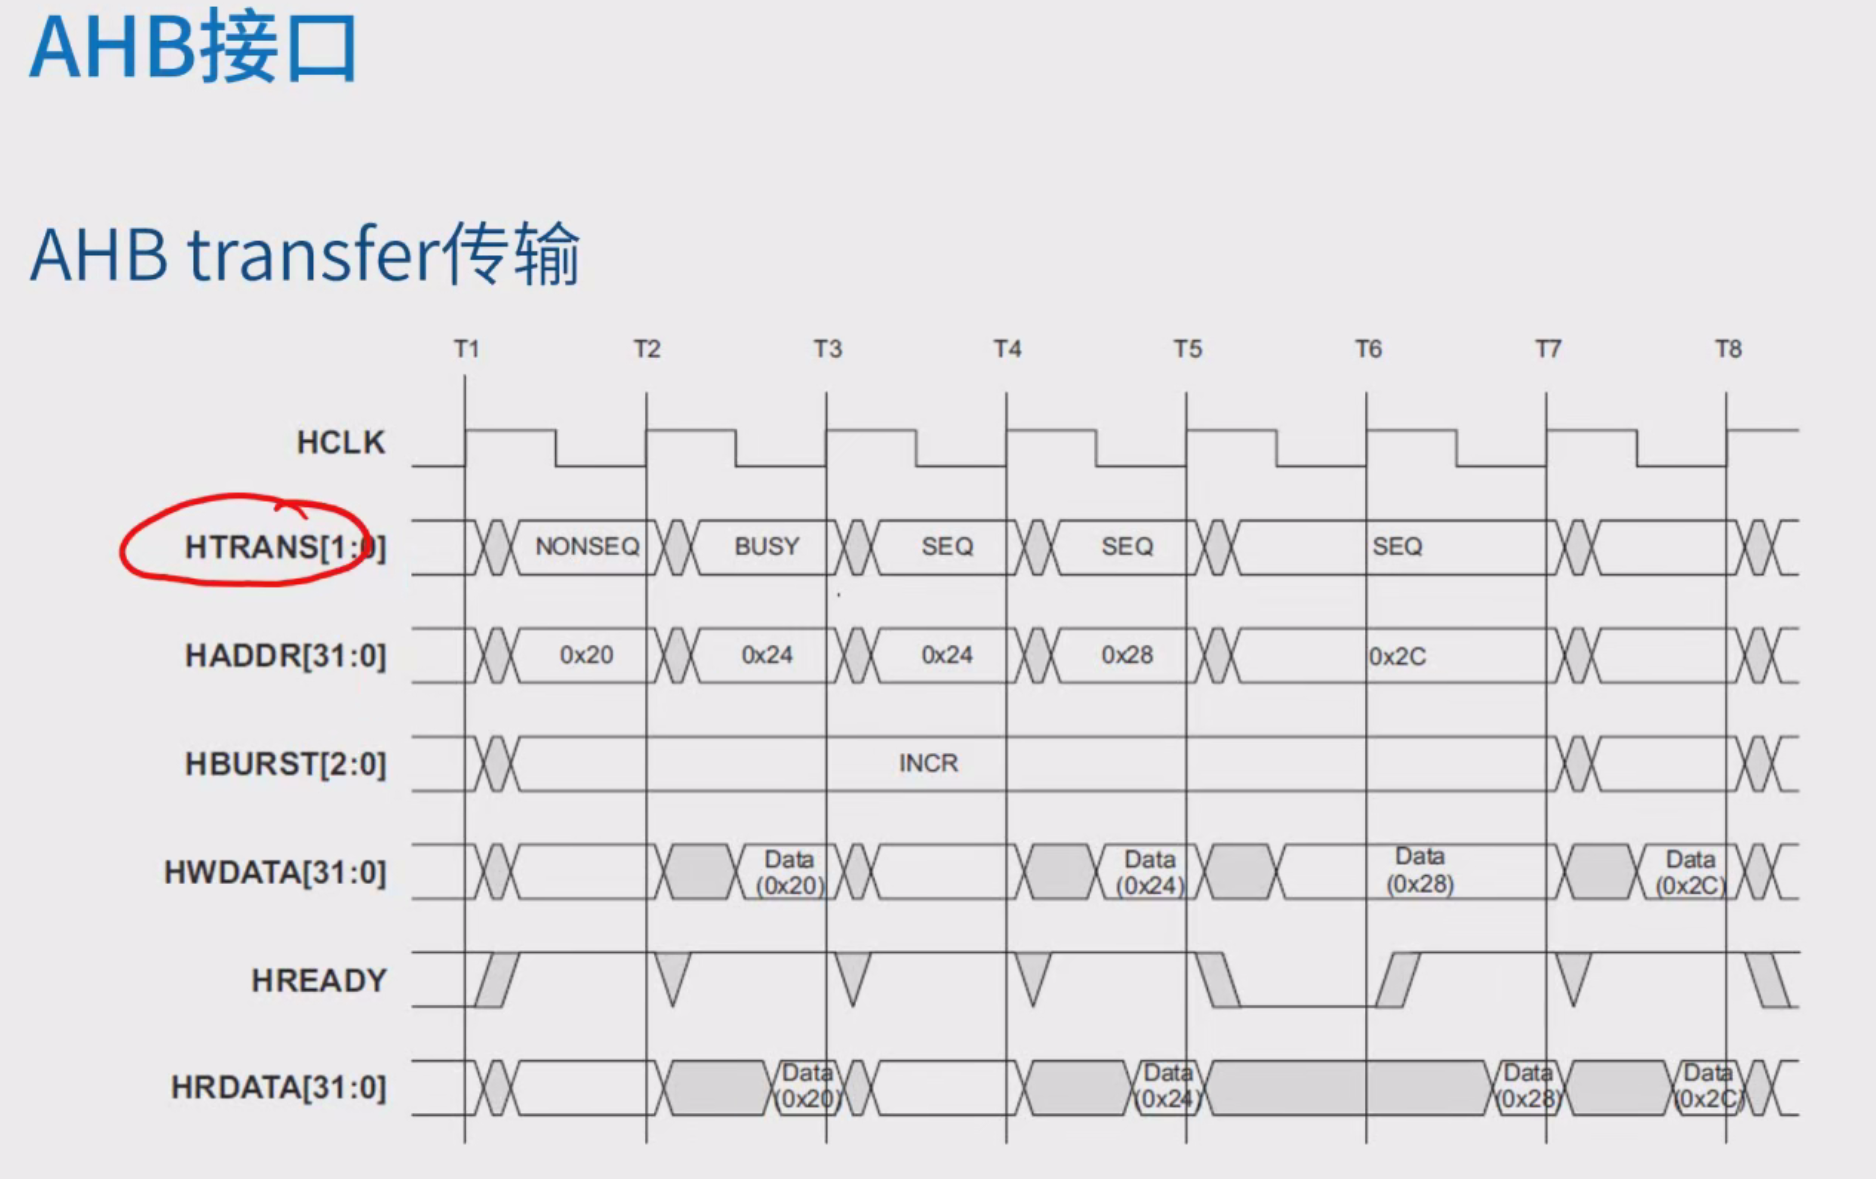 AHB接口
AHB transfer传输
T1 T2 T3 T4 T5 T6 T7 T8
HCLK
HTRANS[1:0] NONSEQ BUSY SEQ SEQ SEQ
HADDR[31:0] 0x20 0x24 0x24 0x28 0x2C
HBURST[2:0] INCR
HWDATA[31:0] Data (0x20) Data (0x24) Data (0x28) Data (0x2C)
HREADY
HRDATA[31:0] Data (0x20) Data (0x24) Data (0x28) Data (0x2C)